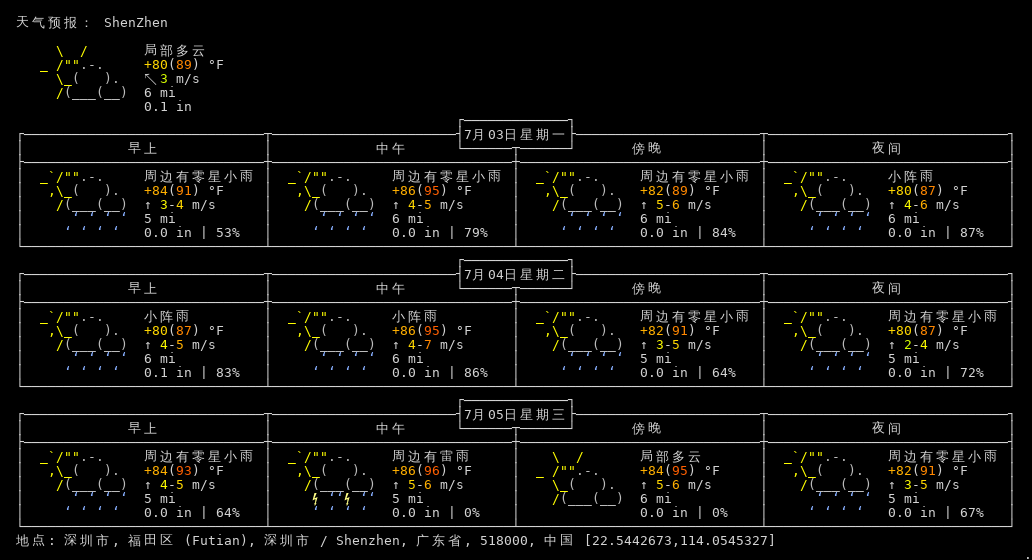 天气预报： ShenZhen
局部多云
+80(89) °F
↖ 3 m/s
6 mi
0.1 in
7月03日星期一
早上 中午 傍晚 夜间
周边有零星小雨 周边有零星小雨 周边有零星小雨 小阵雨
+84(91) °F +86(95) °F +82(89) °F +80(87) °F
↑ 3-4 m/s ↑ 4-5 m/s ↑ 5-6 m/s ↑ 4-6 m/s
5 mi 6 mi 6 mi 6 mi
0.0 in | 53% 0.0 in | 79% 0.0 in | 84% 0.0 in | 87%
7月04日星期二
早上 中午 傍晚 夜间
小阵雨 小阵雨 周边有零星小雨 周边有零星小雨
+80(87) °F +86(95) °F +82(91) °F +80(87) °F
↑ 4-5 m/s ↑ 4-7 m/s ↑ 3-5 m/s ↑ 2-4 m/s
6 mi 6 mi 5 mi 5 mi
0.1 in | 83% 0.0 in | 86% 0.0 in | 64% 0.0 in | 72%
7月05日星期三
早上 中午 傍晚 夜间
周边有零星小雨 周边有雷雨 局部多云 周边有零星小雨
+84(93) °F +86(96) °F +84(95) °F +82(91) °F
↑ 4-5 m/s ↑ 5-6 m/s ↑ 5-6 m/s ↑ 3-5 m/s
5 mi 5 mi 6 mi 5 mi
0.0 in | 64% 0.0 in | 0% 0.0 in | 0% 0.0 in | 67%
地点: 深圳市, 福田区 (Futian), 深圳市 / Shenzhen, 广东省, 518000, 中国 [22.5442673,114.0545327]